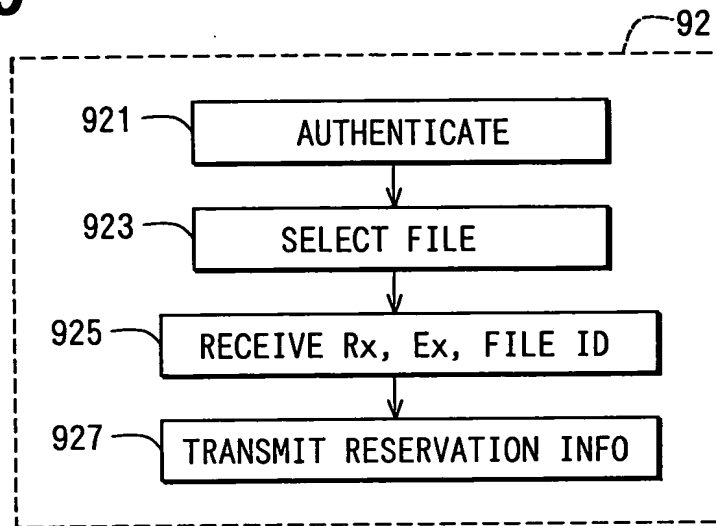 92
921
AUTHENTICATE
923
SELECT FILE
925
RECEIVE Rx, Ex, FILE ID
927
TRANSMIT RESERVATION INFO